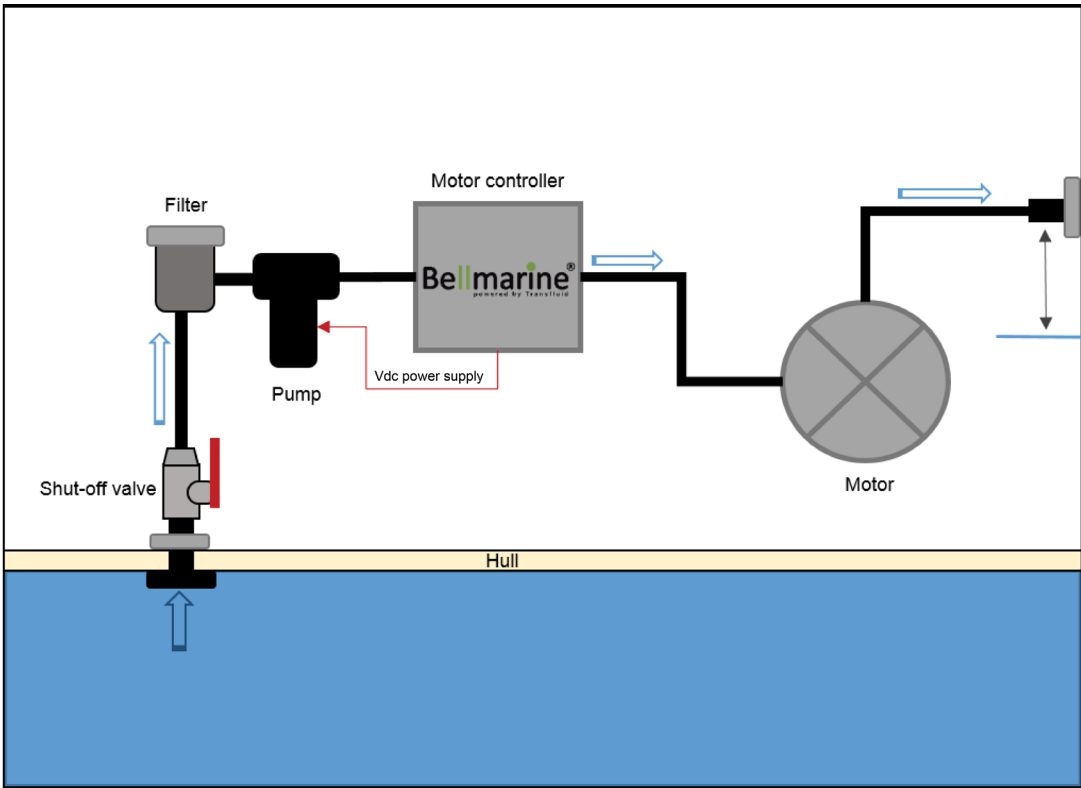 Motor controller
Filter
Bellmarine®
powered by Transfluid
Vdc power supply
Pump
Shut-off valve
Motor
Hull